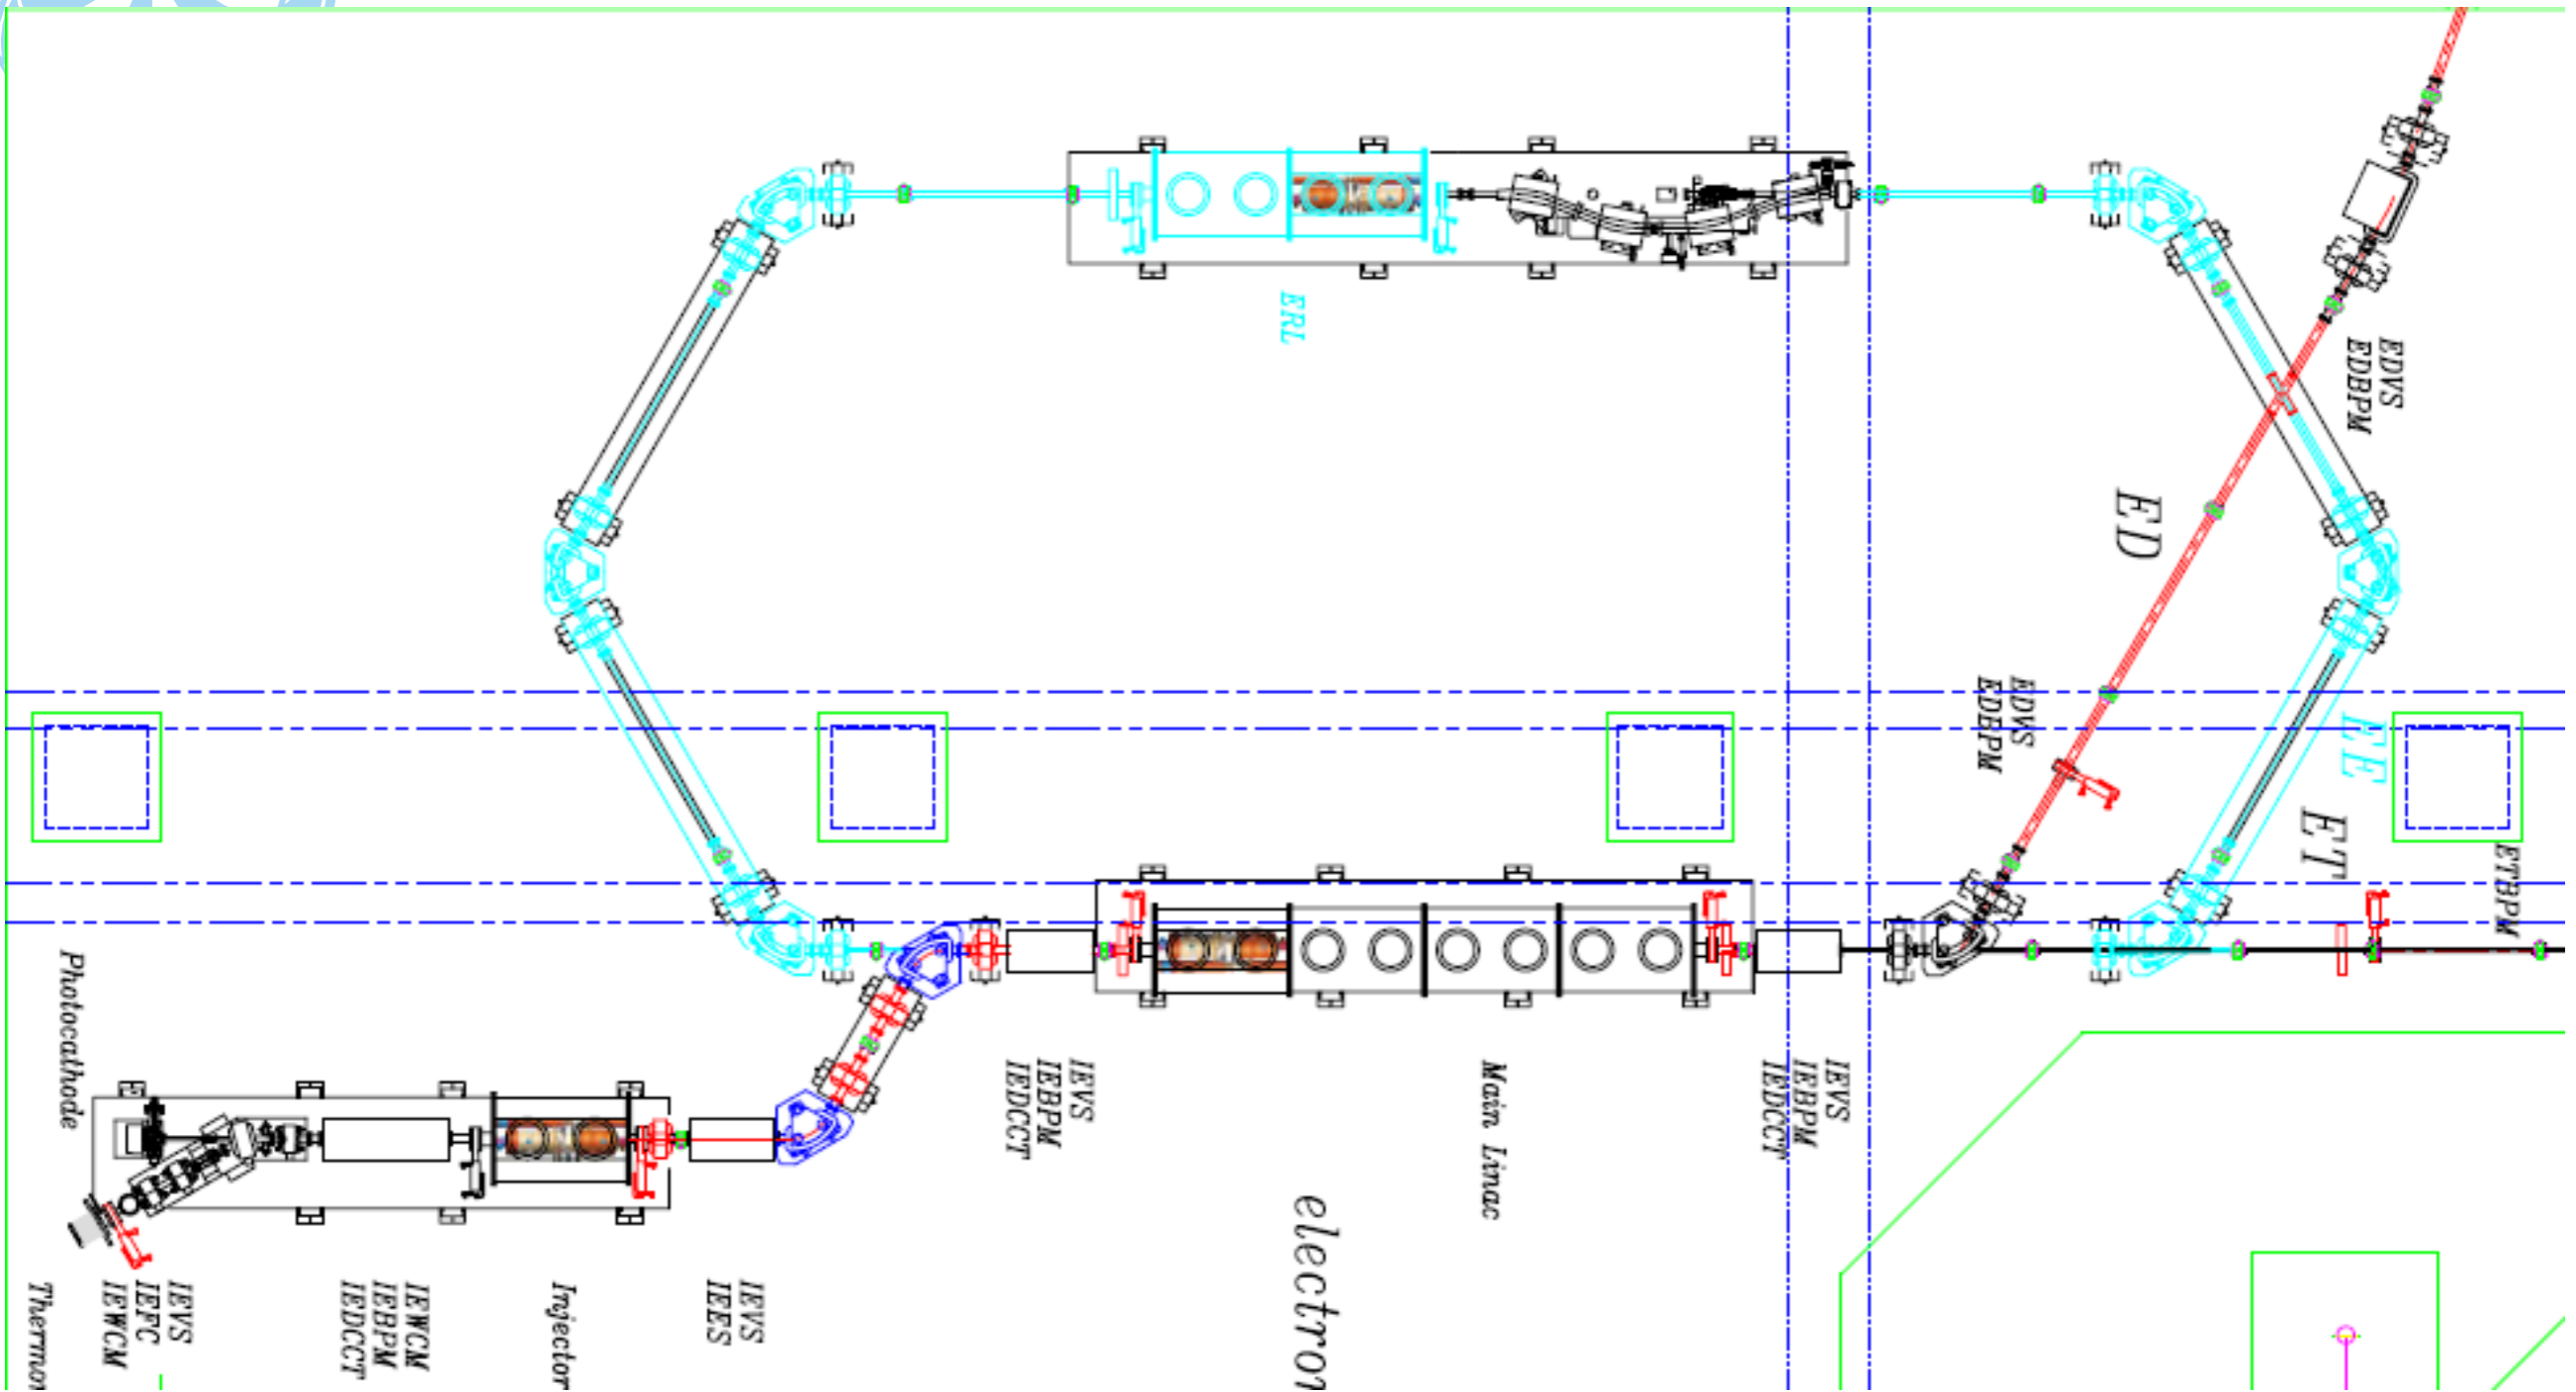 ERL
EDVS
EDBPM
ED
EDVS
EDBPM
EE
ET
ETBPM
Photocathode
IEVS
IEBPM
IEDCCT
Main Linac
IEVS
IEBPM
IEDCCT
electron
IEVS
IEFC
IEWCM
IEWCM
IEBPM
IEDCCT
Injector
IEVS
IEES